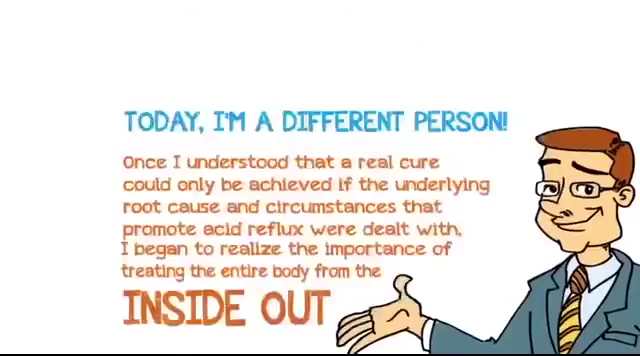 TODAY, I'M A DIFFERENT PERSON!
Once I understood that a real cure
could only be achieved if the underlying
root cause and circumstances that
promote acid reflux were dealt with,
I began to realize the importance of
treating the entire body from the
INSIDE OUT